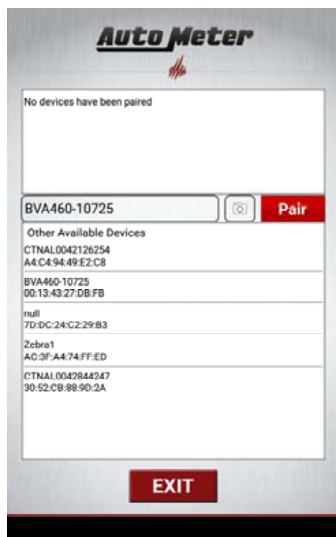 Auto Meter
No devices have been paired
BVA460-10725
Pair
Other Available Devices
CTNAL0042126254
A4:C4:94:49:E2:C8
BVA460-10725
00:13:43:27:DB:FB
null
7D:DC:24:C2:29:B3
Zebra1
AC:3F:A4:74:FF:ED
CTNAL0042844247
30:52:CB:88:9D:2A
EXIT